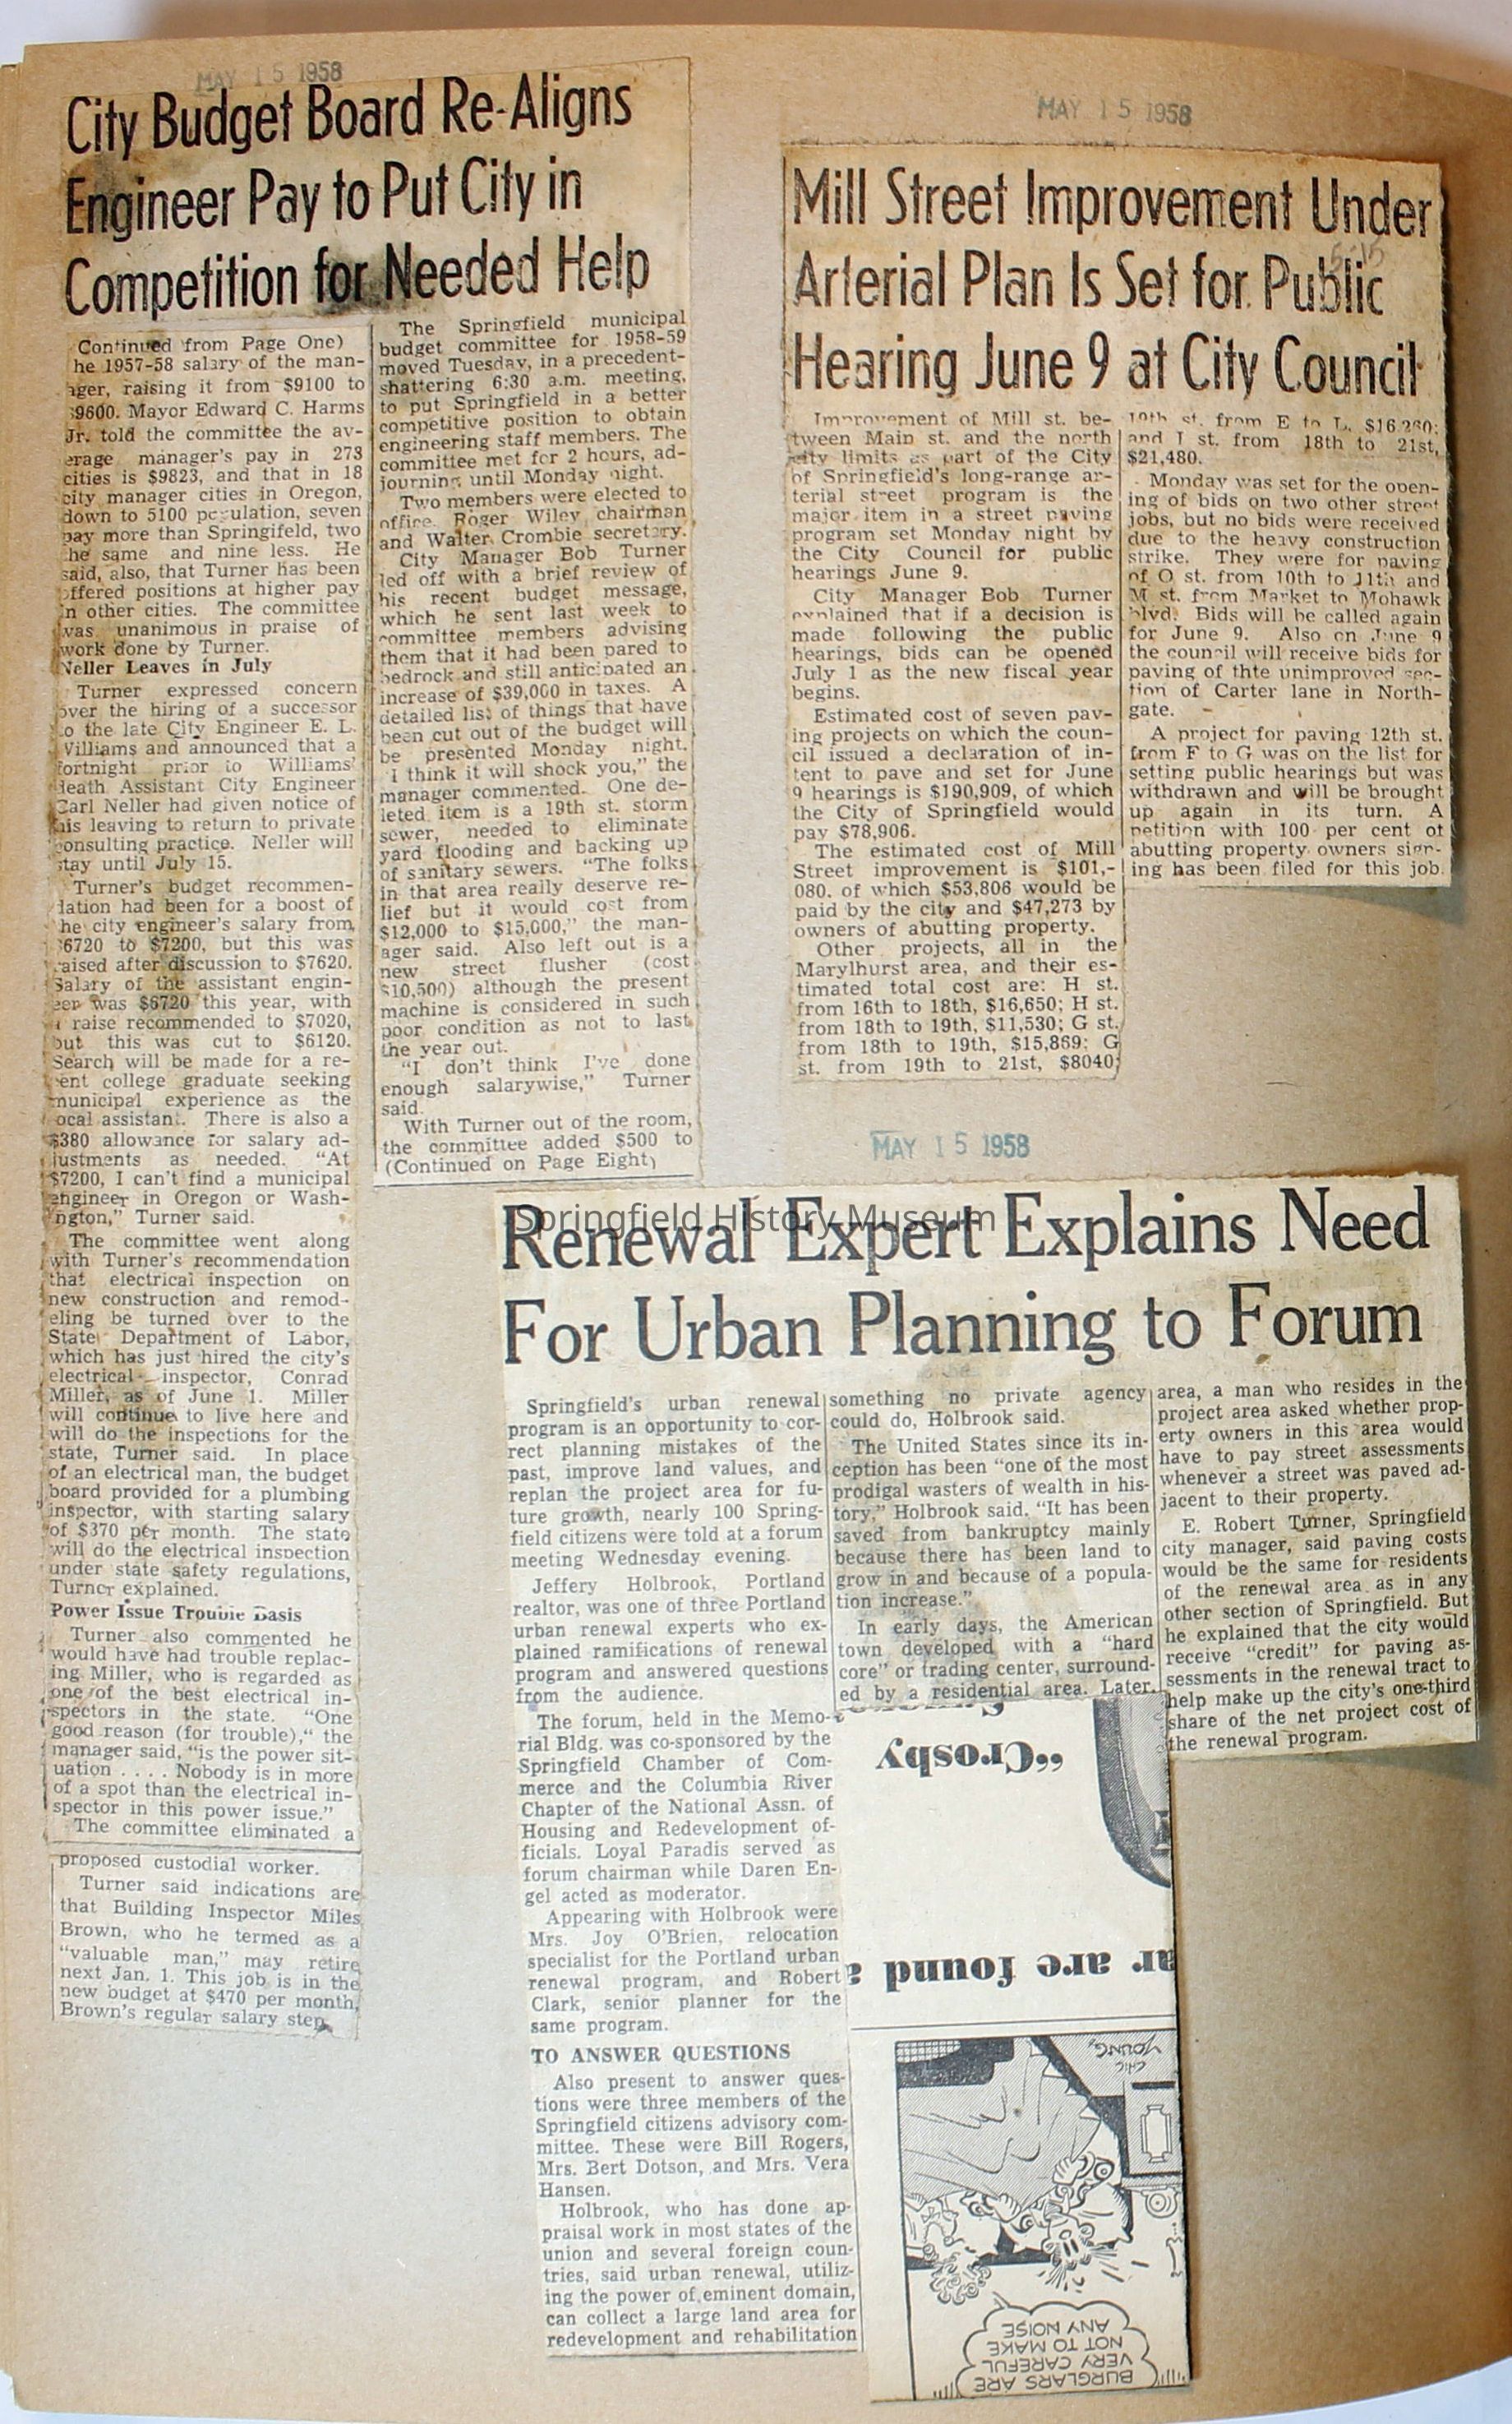 MAY 15 1958
City Budget Board Re-Aligns
Engineer Pay to Put City in
Competition for Needed Help
(Continued from Page One)
he 1957-58 salary of the man-
ager, raising it from $9100 to
$9600. Mayor Edward C. Harms
Jr. told the committee the av-
erage manager's pay in 273
cities is $9823, and that in 18
city manager cities in Oregon,
down to 5100 population, seven
pay more than Springifeld, two
he same and nine less. He
said, also, that Turner has been
offered positions at higher pay
in other cities. The committee
was unanimous in praise of
work done by Turner.
Neller Leaves in July
Turner expressed concern
over the hiring of a successor
to the late City Engineer E. L.
Williams and announced that a
fortnight prior to Williams'
death Assistant City Engineer
Carl Neller had given notice of
his leaving to return to private
consulting practice. Neller will
stay until July 15.
Turner's budget recommen-
dation had been for a boost of
he city engineer's salary from
$6720 to $7200, but this was
raised after discussion to $7620.
Salary of the assistant engin-
eer was $6720 this year, with
a raise recommended to $7020,
but this was cut to $6120.
Search will be made for a re-
cent college graduate seeking
municipal experience as the
local assistant. There is also a
$380 allowance for salary ad-
justments as needed. "At
$7200, I can't find a municipal
engineer in Oregon or Wash-
ington," Turner said.
The committee went along
with Turner's recommendation
that electrical inspection on
new construction and remod-
eling be turned over to the
State Department of Labor,
which has just hired the city's
electrical inspector, Conrad
Miller, as of June 1. Miller
will continue to live here and
will do the inspections for the
state, Turner said. In place
of an electrical man, the budget
board provided for a plumbing
inspector, with starting salary
of $370 per month. The state
will do the electrical inspection
under state safety regulations,
Turner explained.
Power Issue Trouble Basis
Turner also commented he
would have had trouble replac-
ing Miller, who is regarded as
one of the best electrical in-
spectors in the state. "One
good reason (for trouble)," the
manager said, "is the power sit-
uation . . . . Nobody is in more
of a spot than the electrical in-
spector in this power issue."
The committee eliminated a
proposed custodial worker.
Turner said indications are
that Building Inspector Miles
Brown, who he termed as a
"valuable man," may retire
next Jan. 1. This job is in the
new budget at $470 per month,
Brown's regular salary step.
The Springfield municipal
budget committee for 1958-59
moved Tuesday, in a precedent-
shattering 6:30 a.m. meeting,
to put Springfield in a better
competitive position to obtain
engineering staff members. The
committee met for 2 hours, ad-
journing until Monday night.
Two members were elected to
office. Roger Wiley chairman
and Walter Crombie secretary.
City Manager Bob Turner
led off with a brief review of
his recent budget message,
which he sent last week to
committee members advising
them that it had been pared to
bedrock and still anticipated an
increase of $39,000 in taxes. A
detailed list of things that have
been cut out of the budget will
be presented Monday night.
I think it will shock you," the
manager commented. One de-
leted item is a 19th st. storm
sewer, needed to eliminate
yard flooding and backing up
of sanitary sewers. "The folks
in that area really deserve re-
lief but it would cost from
$12,000 to $15,000," the man-
ager said. Also left out is a
new street flusher (cost
$10,500) although the present
machine is considered in such
poor condition as not to last
the year out.
"I don't think I've done
enough salarywise," Turner
said.
With Turner out of the room,
the committee added $500 to
(Continued on Page Eight)
MAY 15 1958
5-15
Mill Street Improvement Under
Arterial Plan Is Set for Public
Hearing June 9 at City Council
Improvement of Mill st. be-
tween Main st. and the north
city limits as part of the City
of Springfield's long-range ar-
terial street program is the
major item in a street paving
program set Monday night by
the City Council for public
hearings June 9.
City Manager Bob Turner
explained that if a decision is
made following the public
hearings, bids can be opened
July 1 as the new fiscal year
begins.
Estimated cost of seven pav-
ing projects on which the coun-
cil issued a declaration of in-
tent to pave and set for June
9 hearings is $190,909, of which
the City of Springfield would
pay $78,906.
The estimated cost of Mill
Street improvement is $101,-
080. of which $53,806 would be
paid by the city and $47,273 by
owners of abutting property.
Other projects, all in the
Marylhurst area, and their es-
timated total cost are: H st.
from 16th to 18th, $16,650; H st.
from 18th to 19th, $11,530; G st.
from 18th to 19th, $15,869; G
st. from 19th to 21st, $8040;
19th st. from E to L,
and I st. from 18th to 21st,
$21,480.
Monday was set for the open-
ing of bids on two other street
jobs, but no bids were received
due to the heavy construction
strike. They were for paving
of O st. from 10th to 11th and
M st. from Market to Mohawk
blvd. Bids will be called again
for June 9. Also on June 9
the council will receive bids for
paving of thte unimproved sec-
tion of Carter lane in North-
gate.
A project for paving 12th st.
from F to G was on the list for
setting public hearings but was
withdrawn and will be brought
up again in its turn. A
petition with 100 per cent of
abutting property owners sign-
ing has been filed for this job.
MAY 15 1958
Springfield History Museum
Renewal Expert Explains Need
For Urban Planning to Forum
Springfield's urban renewal
program is an opportunity to cor-
rect planning mistakes of the
past, improve land values, and
replan the project area for fu-
ture growth, nearly 100 Spring-
field citizens were told at a forum
meeting Wednesday evening.
Jeffery Holbrook, Portland
realtor, was one of three Portland
urban renewal experts who ex-
plained ramifications of renewal
program and answered questions
from the audience.
The forum, held in the Memo-
rial Bldg. was co-sponsored by the
Springfield Chamber of Com-
merce and the Columbia River
Chapter of the National Assn. of
Housing and Redevelopment of-
ficials. Loyal Paradis served as
forum chairman while Daren En-
gel acted as moderator.
Appearing with Holbrook were
Mrs. Joy O'Brien, relocation
specialist for the Portland urban
renewal program, and Robert
Clark, senior planner for the
same program.
TO ANSWER QUESTIONS
Also present to answer ques-
tions were three members of the
Springfield citizens advisory com-
mittee. These were Bill Rogers,
Mrs. Bert Dotson, and Mrs. Vera
Hansen.
Holbrook, who has done ap-
praisal work in most states of the
union and several foreign coun-
tries, said urban renewal, utiliz-
ing the power of eminent domain,
can collect a large land area for
redevelopment and rehabilitation
something no private agency
could do, Holbrook said.
The United States since its in-
ception has been "one of the most
prodigal wasters of wealth in his-
tory," Holbrook said. "It has been
saved from bankruptcy mainly
because there has been land to
grow in and because of a popula-
tion increase."
In early days, the American
town developed with a "hard
core" or trading center, surround-
ed by a residential area. Later,
area, a man who resides in the
project area asked whether prop-
erty owners in this area would
have to pay street assessments
whenever a street was paved ad-
jacent to their property.
E. Robert Turner, Springfield
city manager, said paving costs
would be the same for residents
of the renewal area as in any
other section of Springfield. But
he explained that the city would
receive "credit" for paving as-
sessments in the renewal tract to
help make up the city's one-third
share of the net project cost of
the renewal program.
"Crosby
ar are found
CHIC YOUNG
BURGLARS ARE
VERY CAREFUL
NOT TO MAKE
ANY NOISE